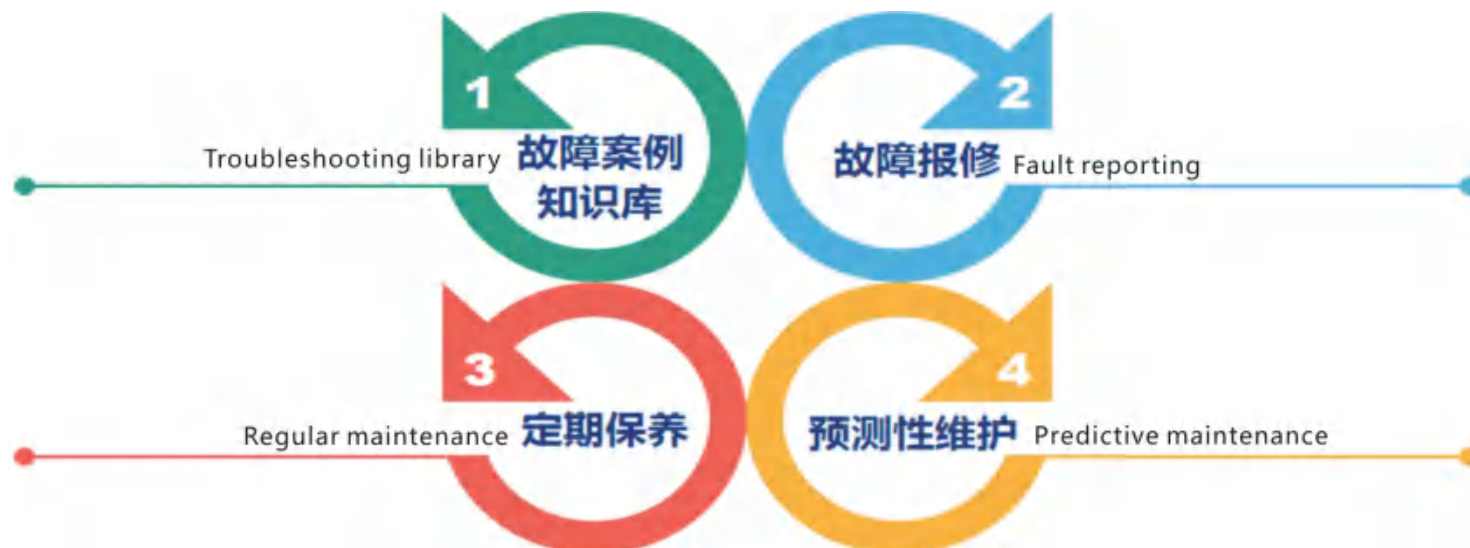 1
2
Troubleshooting library
故障案例
知识库
故障报修
Fault reporting
3
4
Regular maintenance
定期保养
预测性维护
Predictive maintenance